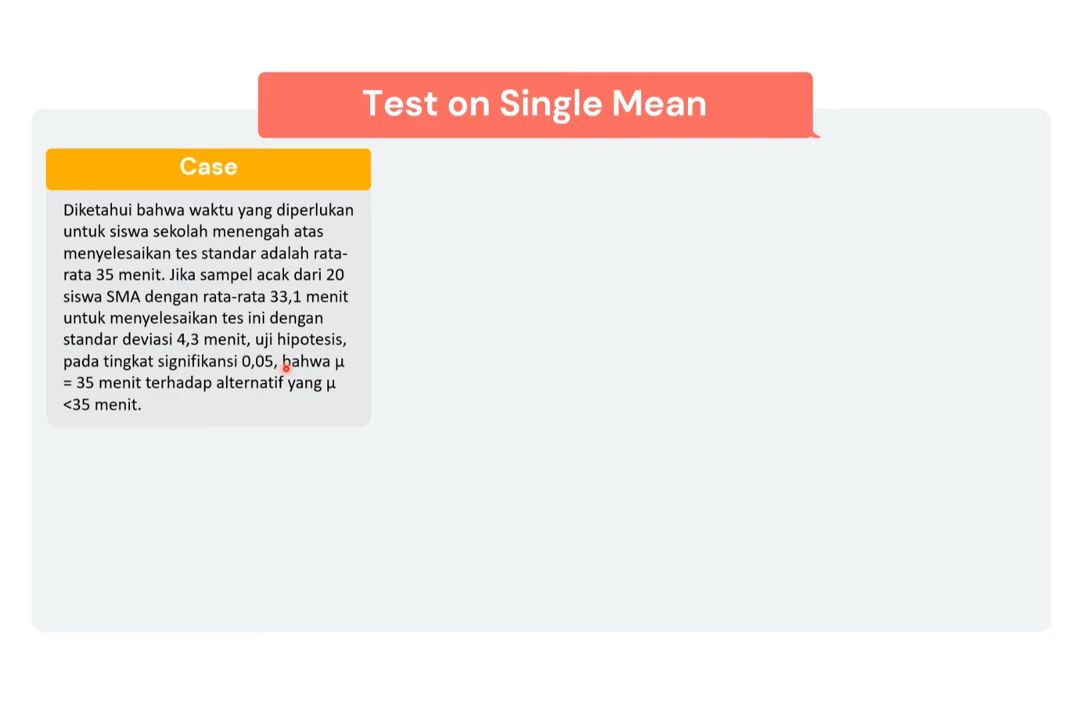 Test on Single Mean
Case
Diketahui bahwa waktu yang diperlukan
untuk siswa sekolah menengah atas
menyelesaikan tes standar adalah rata-
rata 35 menit. Jika sampel acak dari 20
siswa SMA dengan rata-rata 33,1 menit
untuk menyelesaikan tes ini dengan
standar deviasi 4,3 menit, uji hipotesis,
pada tingkat signifikansi 0,05, bahwa μ
= 35 menit terhadap alternatif yang μ
<35 menit.